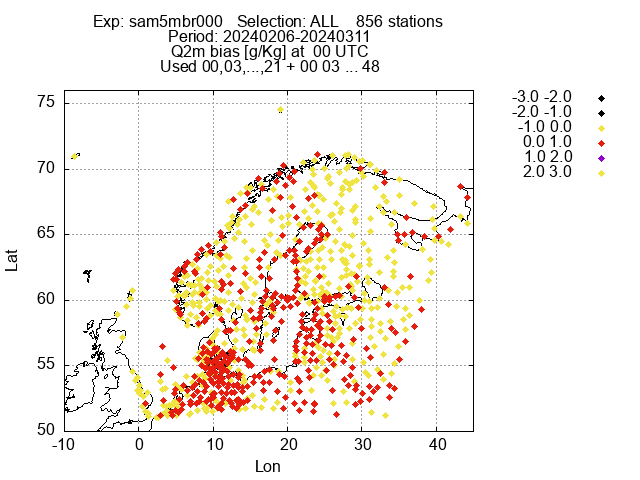 Exp: sam5mbr000 Selection: ALL 856 stations
Period: 20240206-20240311
Q2m bias [g/Kg] at 00 UTC
Used 00,03,...,21 + 00 03 ... 48
-3.0 -2.0
-2.0 -1.0
-1.0 0.0
0.0 1.0
1.0 2.0
2.0 3.0
75
70
65
60
55
50
Lat
-10 0 10 20 30 40
Lon